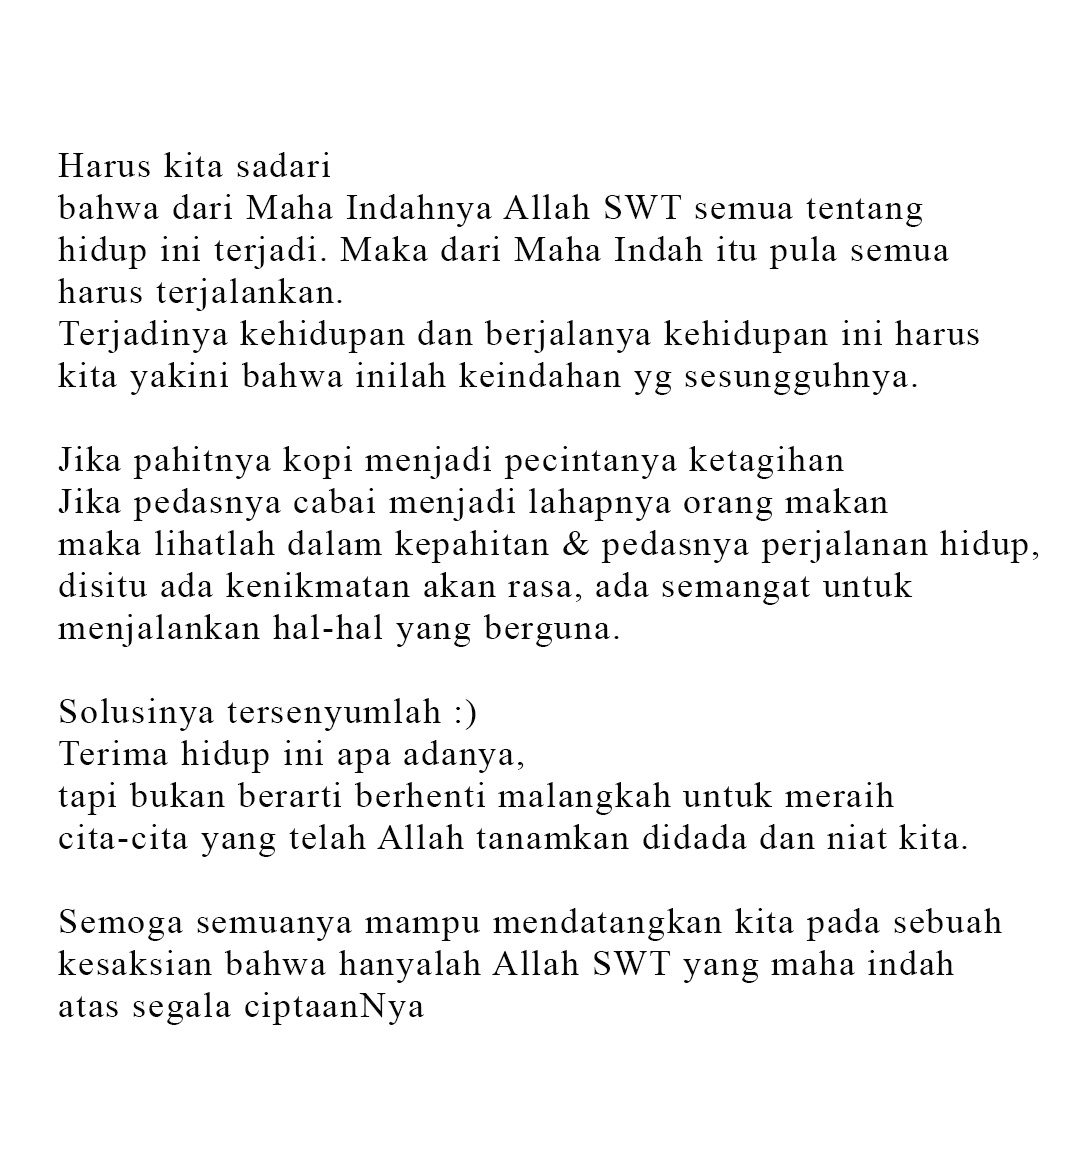 Harus kita sadari
bahwa dari Maha Indahnya Allah SWT semua tentang
hidup ini terjadi. Maka dari Maha Indah itu pula semua
harus terjalankan.
Terjadinya kehidupan dan berjalanya kehidupan ini harus
kita yakini bahwa inilah keindahan yg sesungguhnya.
Jika pahitnya kopi menjadi pecintanya ketagihan
Jika pedasnya cabai menjadi lahapnya orang makan
maka lihatlah dalam kepahitan & pedasnya perjalanan hidup,
disitu ada kenikmatan akan rasa, ada semangat untuk
menjalankan hal-hal yang berguna.
Solusinya tersenyumlah :)
Terima hidup ini apa adanya,
tapi bukan berarti berhenti malangkah untuk meraih
cita-cita yang telah Allah tanamkan didada dan niat kita.
Semoga semuanya mampu mendatangkan kita pada sebuah
kesaksian bahwa hanyalah Allah SWT yang maha indah
atas segala ciptaanNya